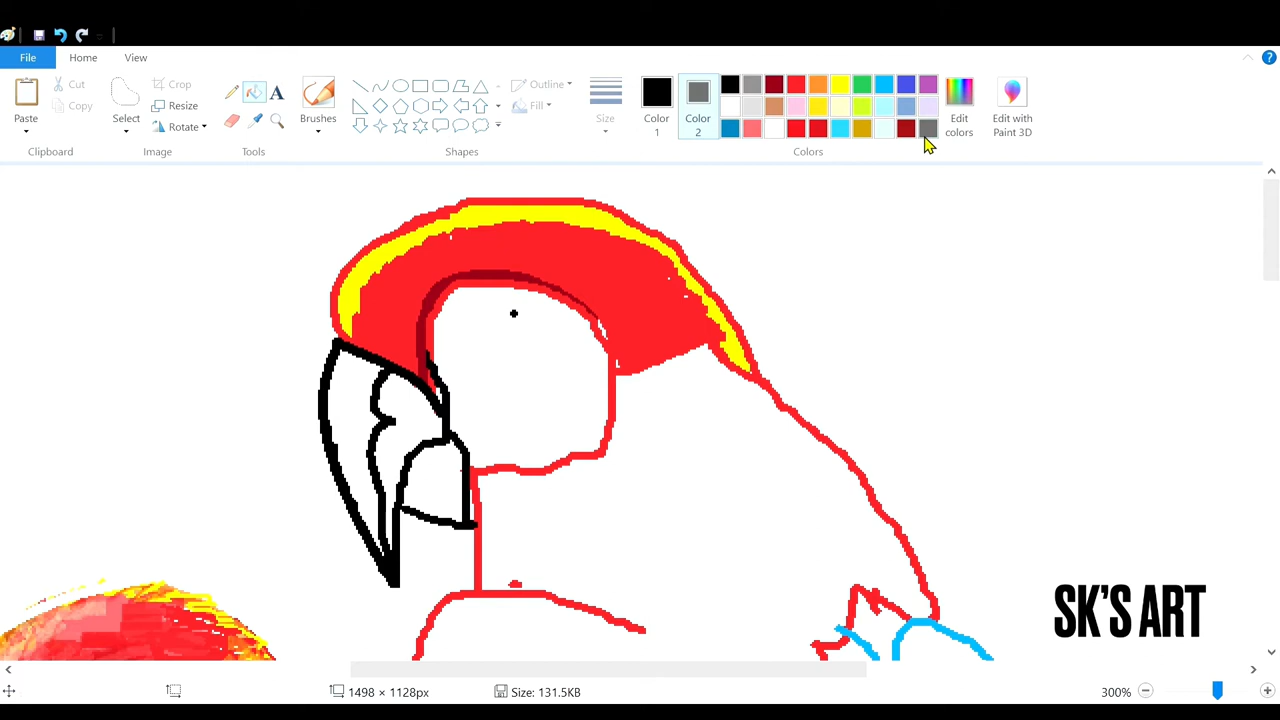 File Home View
Cut
Copy
Paste
Clipboard
Select
Crop
Resize
Rotate
Image
A
Tools
Brushes
Outline
Fill
Shapes
Size
Color
1
Color
2
Colors
Edit
colors
Edit with
Paint 3D
?
SK'S ART
1498 × 1128px
Size: 131.5KB
300%